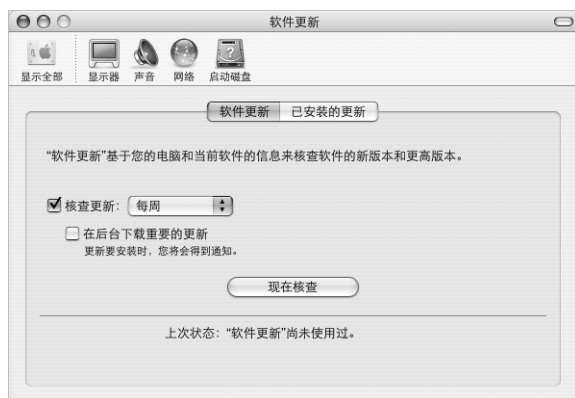 软件更新
显示全部 显示器 声音 网络 启动磁盘
软件更新 已安装的更新
“软件更新”基于您的电脑和当前软件的信息来核查软件的新版本和更高版本。
核查更新： 每周
在后台下载重要的更新
更新要安装时，您将会得到通知。
现在核查
上次状态：“软件更新”尚未使用过。